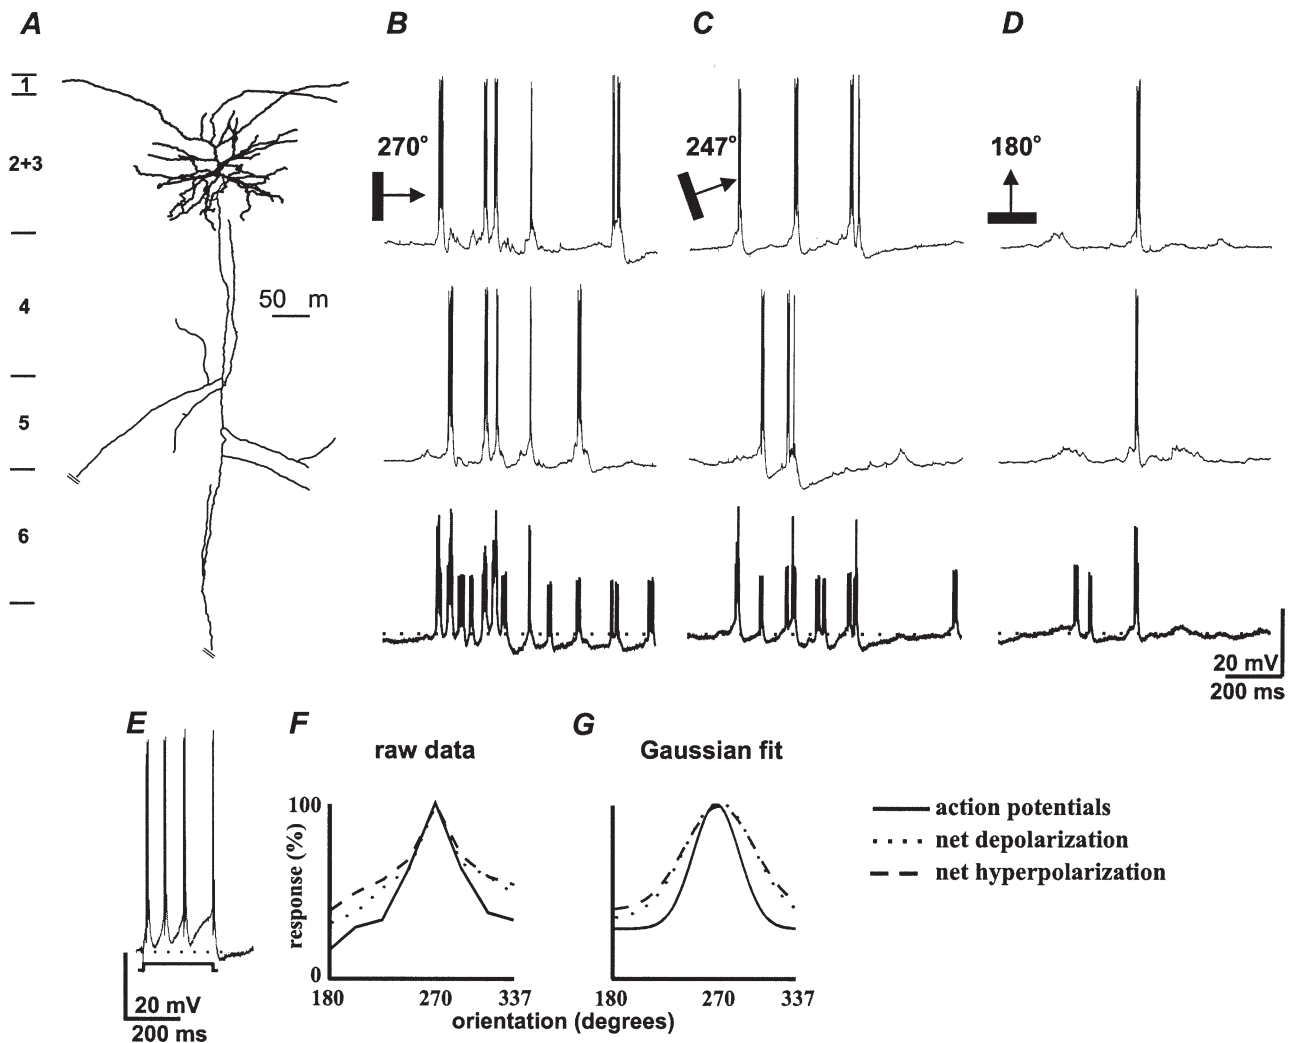 A
B
C
D
1
2+3
4
5
6
50 m
270°
247°
180°
20 mV
200 ms
E
F
G
raw data
Gaussian fit
20 mV
200 ms
response (%)
100
0
180
270
337
180
270
337
orientation (degrees)
action potentials
net depolarization
net hyperpolarization